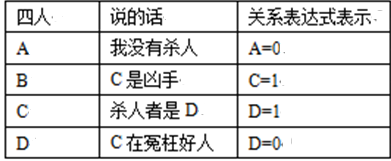 四人 说的话 关系表达式表示
A 我没有杀人 A=0
B C是凶手 C=1
C 杀人者是D D=1
D C在冤枉好人 D=0